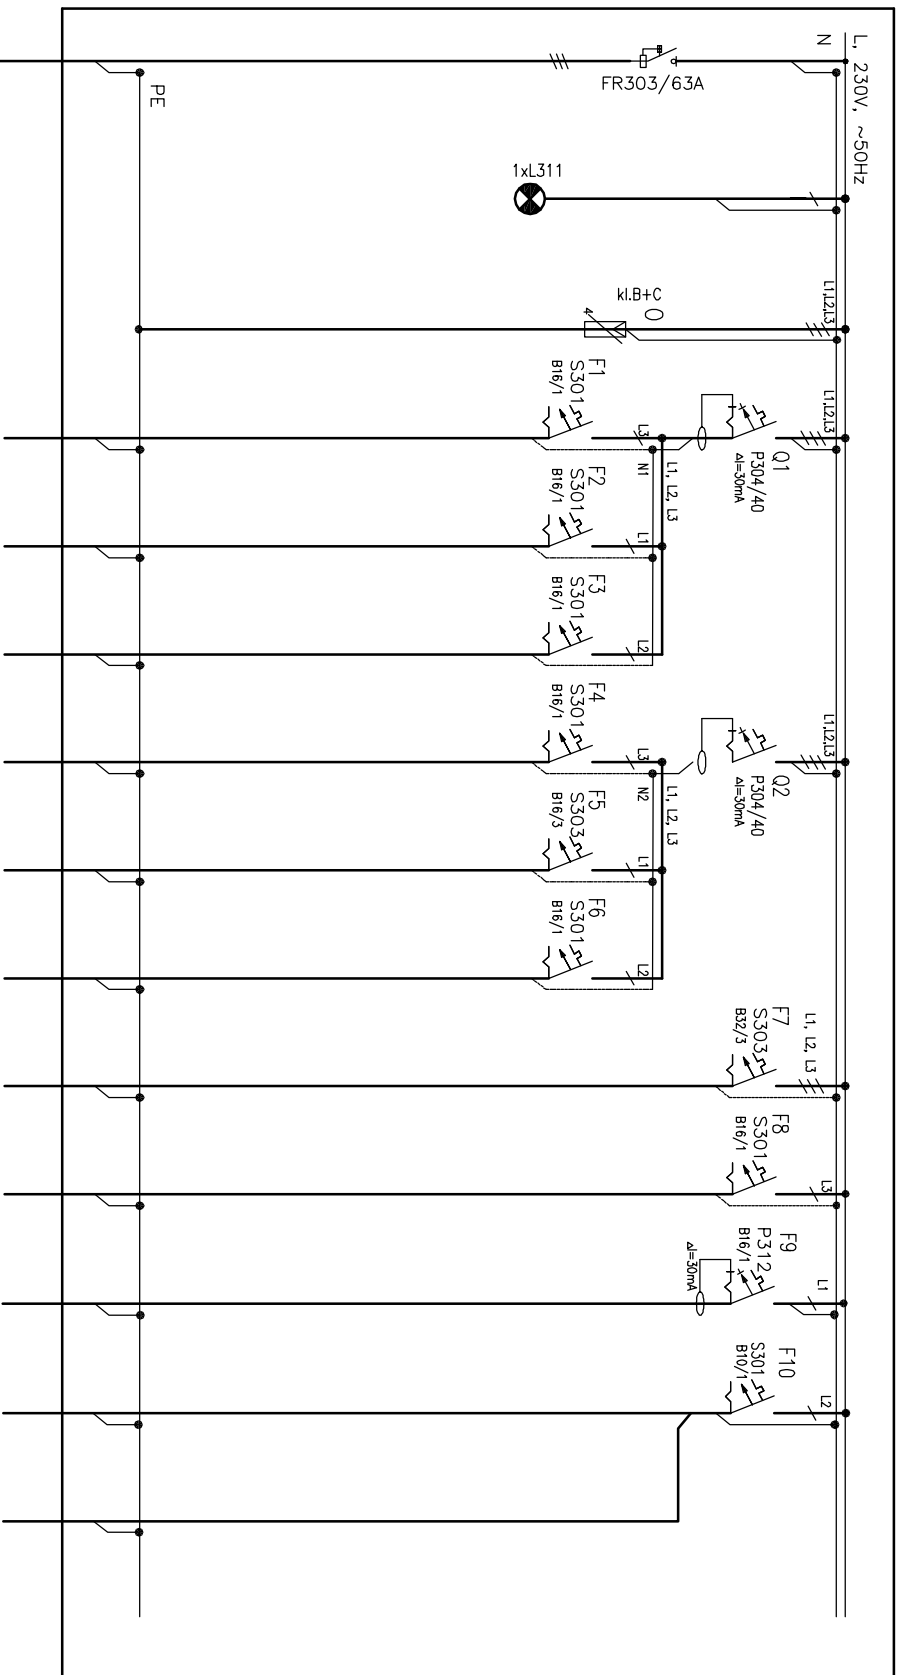 L, 230V, ~50Hz
N
FR303/63A
PE
1xL311
L1,L2,L3
kl.B+C
4
L1,L2,L3
Q1
P304/40
ΔI=30mA
L1, L2, L3
N1
F1
S301
B16/1
L3
F2
S301
B16/1
L1
F3
S301
B16/1
L2
L1,L2,L3
Q2
P304/40
ΔI=30mA
L1, L2, L3
N2
F4
S301
B16/1
L3
F5
S303
B16/3
L1
F6
S301
B16/1
L2
L1, L2, L3
F7
S303
B32/3
F8
S301
B16/1
L3
F9
P312
B16/1
ΔI=30mA
L1
F10
S301
B10/1
L2